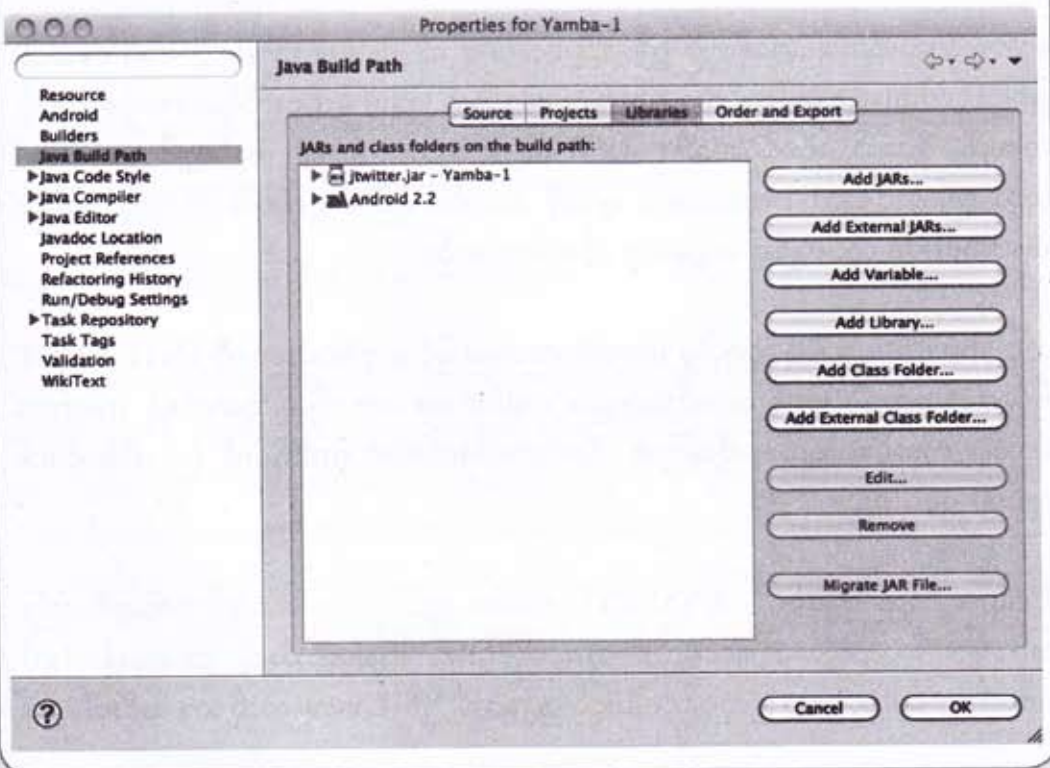 Properties for Yamba-1
Java Build Path
Resource
Android
Builders
Java Build Path
Java Code Style
Java Compiler
Java Editor
Javadoc Location
Project References
Refactoring History
Run/Debug Settings
Task Repository
Task Tags
Validation
WikiText
Source
Projects
Libraries
Order and Export
JARs and class folders on the build path:
jtwitter.jar - Yamba-1
Android 2.2
Add JARs...
Add External JARs...
Add Variable...
Add Library...
Add Class Folder...
Add External Class Folder...
Edit...
Remove
Migrate JAR File...
?
Cancel
OK